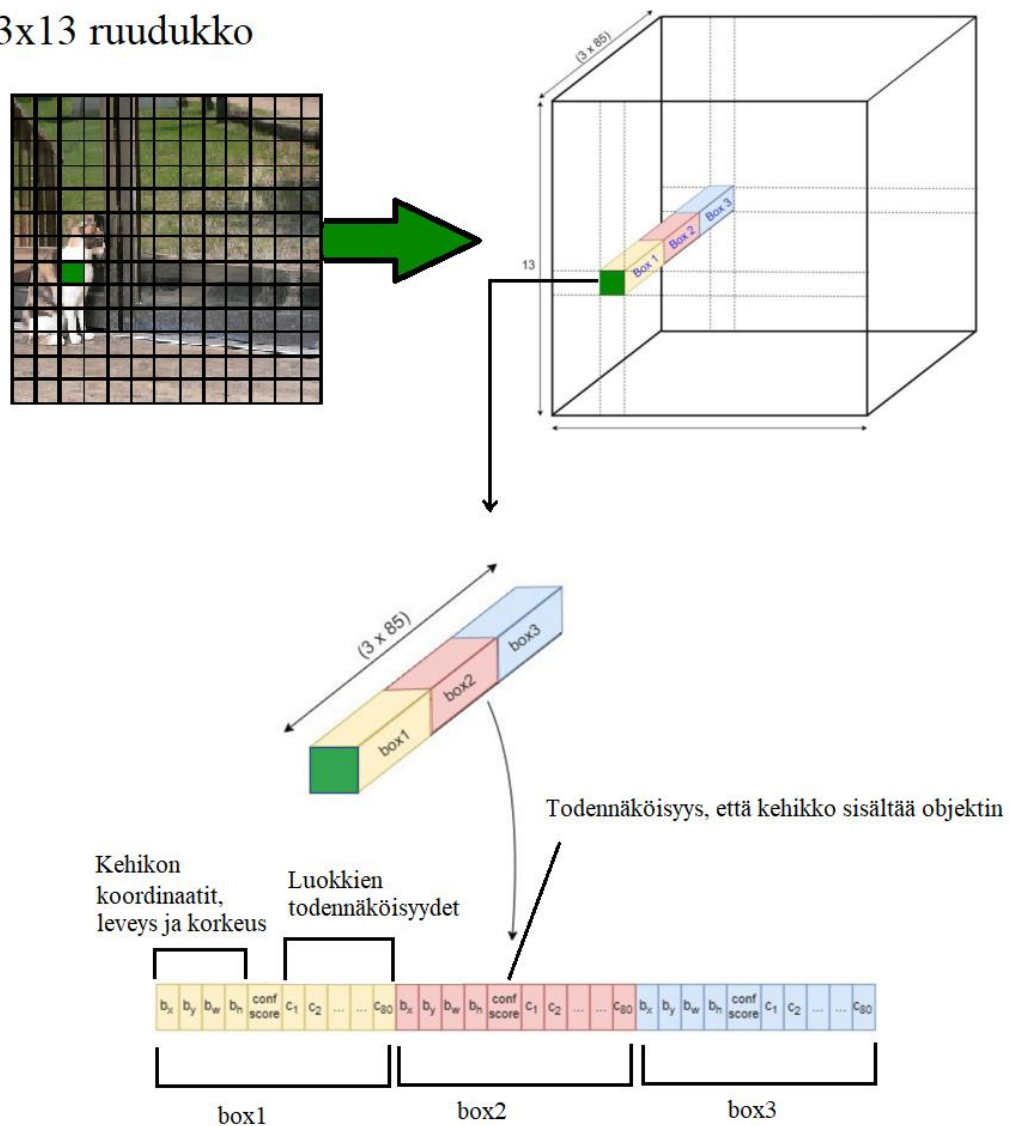 3x13 ruudukko
(3 x 85)
13
Box 1
Box 2
Box 3
(3 x 85)
box1
box2
box3
Todennäköisyys, että kehikko sisältää objektin
Kehikon
koordinaatit,
leveys ja korkeus
Luokkien
todennäköisyydet
bx by bw bh conf score c1 c2 ... ... c80 bx by bw bh conf score c1 c2 ... ... c80 bx by bw bh conf score c1 c2 ... ... c80
box1 box2 box3